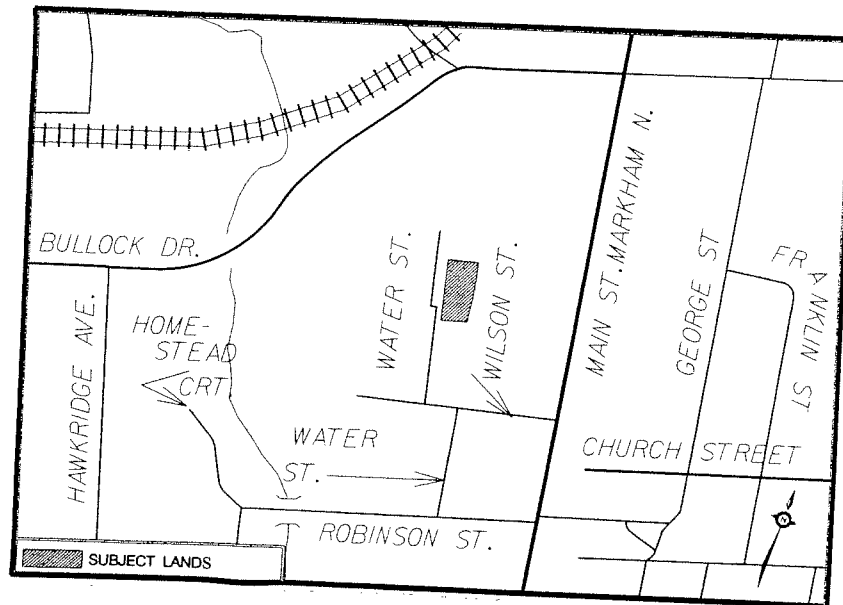 BULLOCK DR.
HAWKRIDGE AVE.
HOME-
STEAD
CRT.
WATER ST.
WILSON ST.
WATER
ST.
ROBINSON ST.
MAIN ST. MARKHAM N.
GEORGE ST
FRANKLIN ST
CHURCH STREET
SUBJECT LANDS